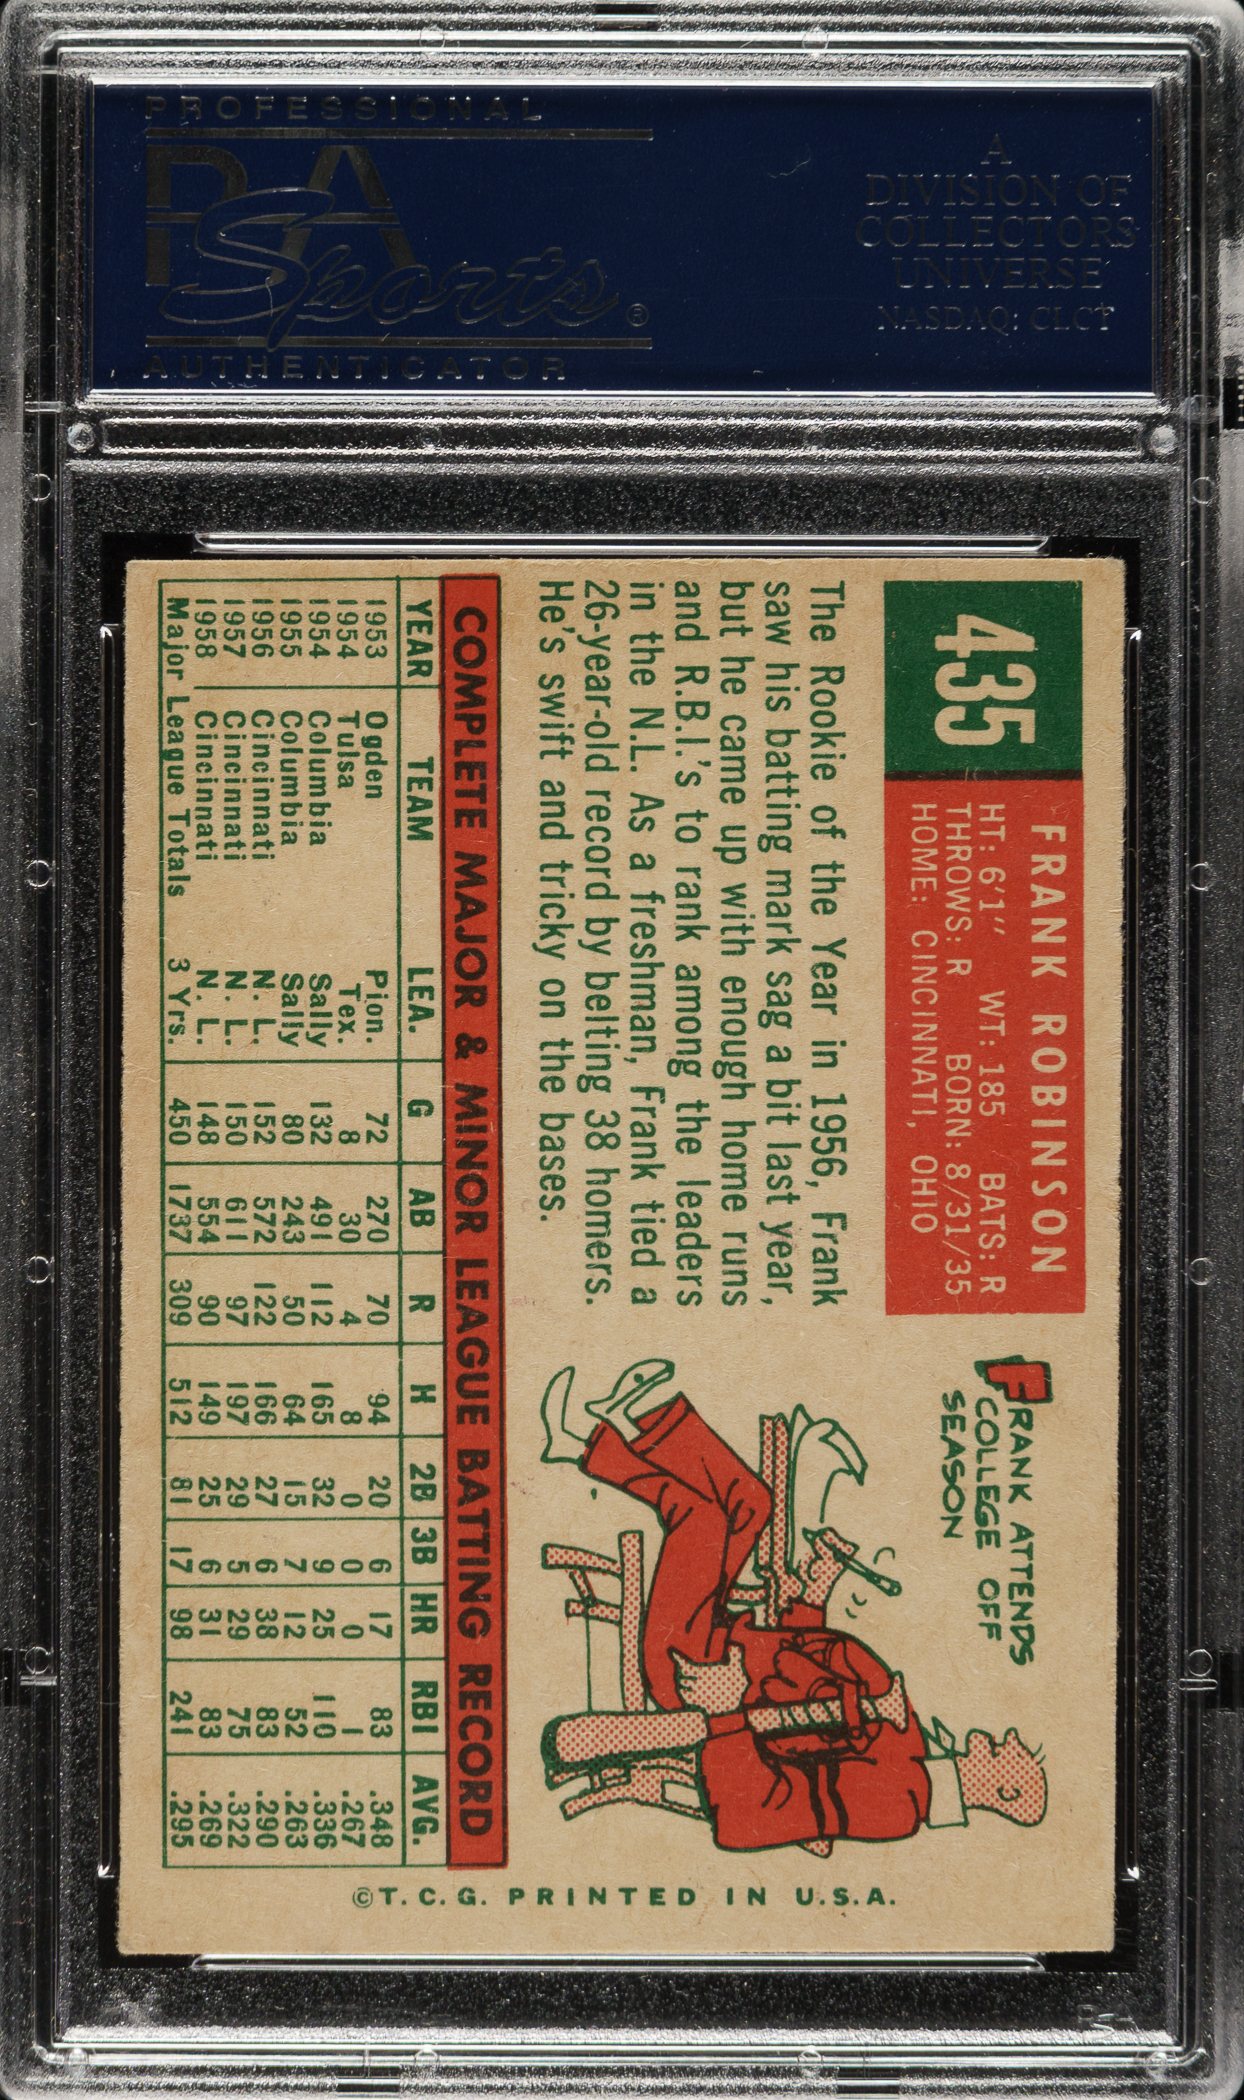 PROFESSIONAL
PSA
Sports®
AUTHENTICATOR
A
DIVISION OF
COLLECTORS
UNIVERSE
NASDAQ: CLCT
435
FRANK ROBINSON
HT: 6'1" WT: 185 BATS: R
THROWS: R BORN: 8/31/35
HOME: CINCINNATI, OHIO
The Rookie of the Year in 1956, Frank
saw his batting mark sag a bit last year,
but he came up with enough home runs
and R.B.I.'s to rank among the leaders
in the N.L. As a freshman, Frank tied a
26-year-old record by belting 38 homers.
He's swift and tricky on the bases.
FRANK ATTENDS
COLLEGE OFF
SEASON
COMPLETE MAJOR & MINOR LEAGUE BATTING RECORD
YEAR TEAM LEA. G AB R H 2B 3B HR RBI AVG.
1953 Ogden Pion. 72 270 70 94 20 6 17 83 .348
1954 Tulsa Tex. 8 30 4 8 0 0 0 1 .267
1954 Columbia Sally 132 491 112 165 32 9 25 110 .336
1955 Columbia Sally 80 243 50 64 15 7 12 52 .263
1956 Cincinnati N. L. 152 572 122 166 27 6 38 83 .290
1957 Cincinnati N. L. 150 611 97 197 29 5 29 75 .322
1958 Cincinnati N. L. 148 554 90 149 25 6 31 83 .269
Major League Totals 3 Yrs. 450 1737 309 512 81 17 98 241 .295
©T. C. G. PRINTED IN U.S.A.